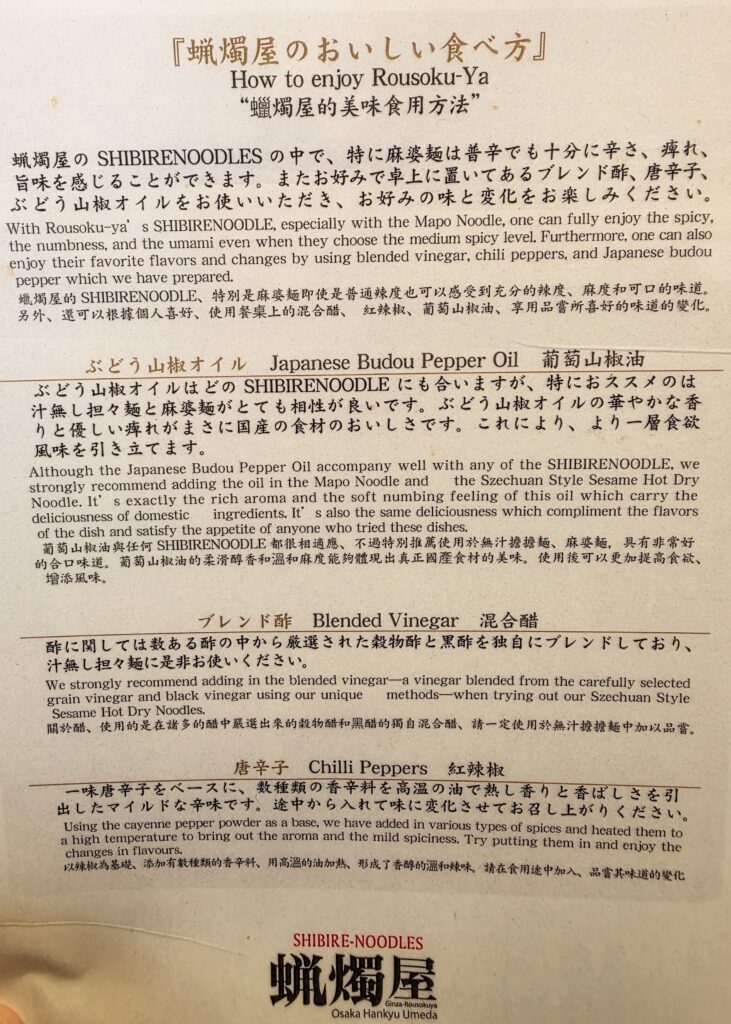 『蝋燭屋のおいしい食べ方』
How to enjoy Rousoku-Ya
“蠟燭屋的美味食用方法”
蝋燭屋の SHIBIRENOODLES の中で、特に麻婆麺は普辛でも十分に辛さ、痺れ、
旨味を感じることができます。またお好みで卓上に置いてあるブレンド酢、唐辛子、
ぶどう山椒オイルをお使いいただき、お好みの味と変化をお楽しみください。
With Rousoku-ya’s SHIBIRENOODLE, especially with the Mapo Noodle, one can fully enjoy the spicy,
the numbness, and the umami even when they choose the medium spicy level. Furthermore, one can also
enjoy their favorite flavors and changes by using blended vinegar, chili peppers, and Japanese budou
pepper which we have prepared.
蠟燭屋的 SHIBIRENOODLE、特別是麻婆麵即使是普通辣度也可以感受到充分的辣度、麻度和可口的味道。
另外、還可以根據個人喜好、使用餐桌上的混合醋、 紅辣椒、葡萄山椒油、享用品嘗所喜好的味道的變化。
ぶどう山椒オイル Japanese Budou Pepper Oil 葡萄山椒油
ぶどう山椒オイルはどの SHIBIRENOODLE にも合いますが、特におススメのは
汁無し担々麺と麻婆麺がとても相性が良いです。ぶどう山椒オイルの華やかな香
りと優しい痺れがまさに国産の食材のおいしさです。これにより、より一層食欲
風味を引き立てます。
Although the Japanese Budou Pepper Oil accompany well with any of the SHIBIRENOODLE, we
strongly recommend adding the oil in the Mapo Noodle and the Szechuan Style Sesame Hot Dry
Noodle. It’s exactly the rich aroma and the soft numbing feeling of this oil which carry the
deliciousness of domestic ingredients. It’s also the same deliciousness which compliment the flavors
of the dish and satisfy the appetite of anyone who tried these dishes.
葡萄山椒油與任何 SHIBIRENOODLE 都很相適應、不過特別推薦使用於無汁擔擔麵、麻婆麵，具有非常好
的合口味道。葡萄山椒油的柔滑醇香和溫和麻度能夠體現出真正國產食材的美味。使用後可以更加提高食欲、
增添風味。
ブレンド酢 Blended Vinegar 混合醋
酢に関しては数ある酢の中から厳選された穀物酢と黒酢を独自にブレンドしており、
汁無し担々麺に是非お使いください。
We strongly recommend adding in the blended vinegar—a vinegar blended from the carefully selected
grain vinegar and black vinegar using our unique methods—when trying out our Szechuan Style
Sesame Hot Dry Noodles.
關於醋、使用的是在諸多的醋中嚴選出來的穀物醋和黑醋的獨自混合醋、請一定使用於無汁擔擔麵中加以品嘗。
唐辛子 Chilli Peppers 紅辣椒
一味唐辛子をベースに、数種類の香辛料を高温の油で熱し香りと香ばしさを引
出したマイルドな辛味です。途中から入れて味に変化させてお召し上がりください。
Using the cayenne pepper powder as a base, we have added in various types of spices and heated them to
a high temperature to bring out the aroma and the mild spiciness. Try putting them in and enjoy the
changes in flavours.
以辣椒為基礎、添加有數種類的香辛料、用高溫的油加熱、形成了香醇的溫和辣味。請在食用途中加入、品嘗其味道的變化
SHIBIRE-NOODLES
蝋燭屋
Ginza-Rousokuya
Osaka Hankyu Umeda